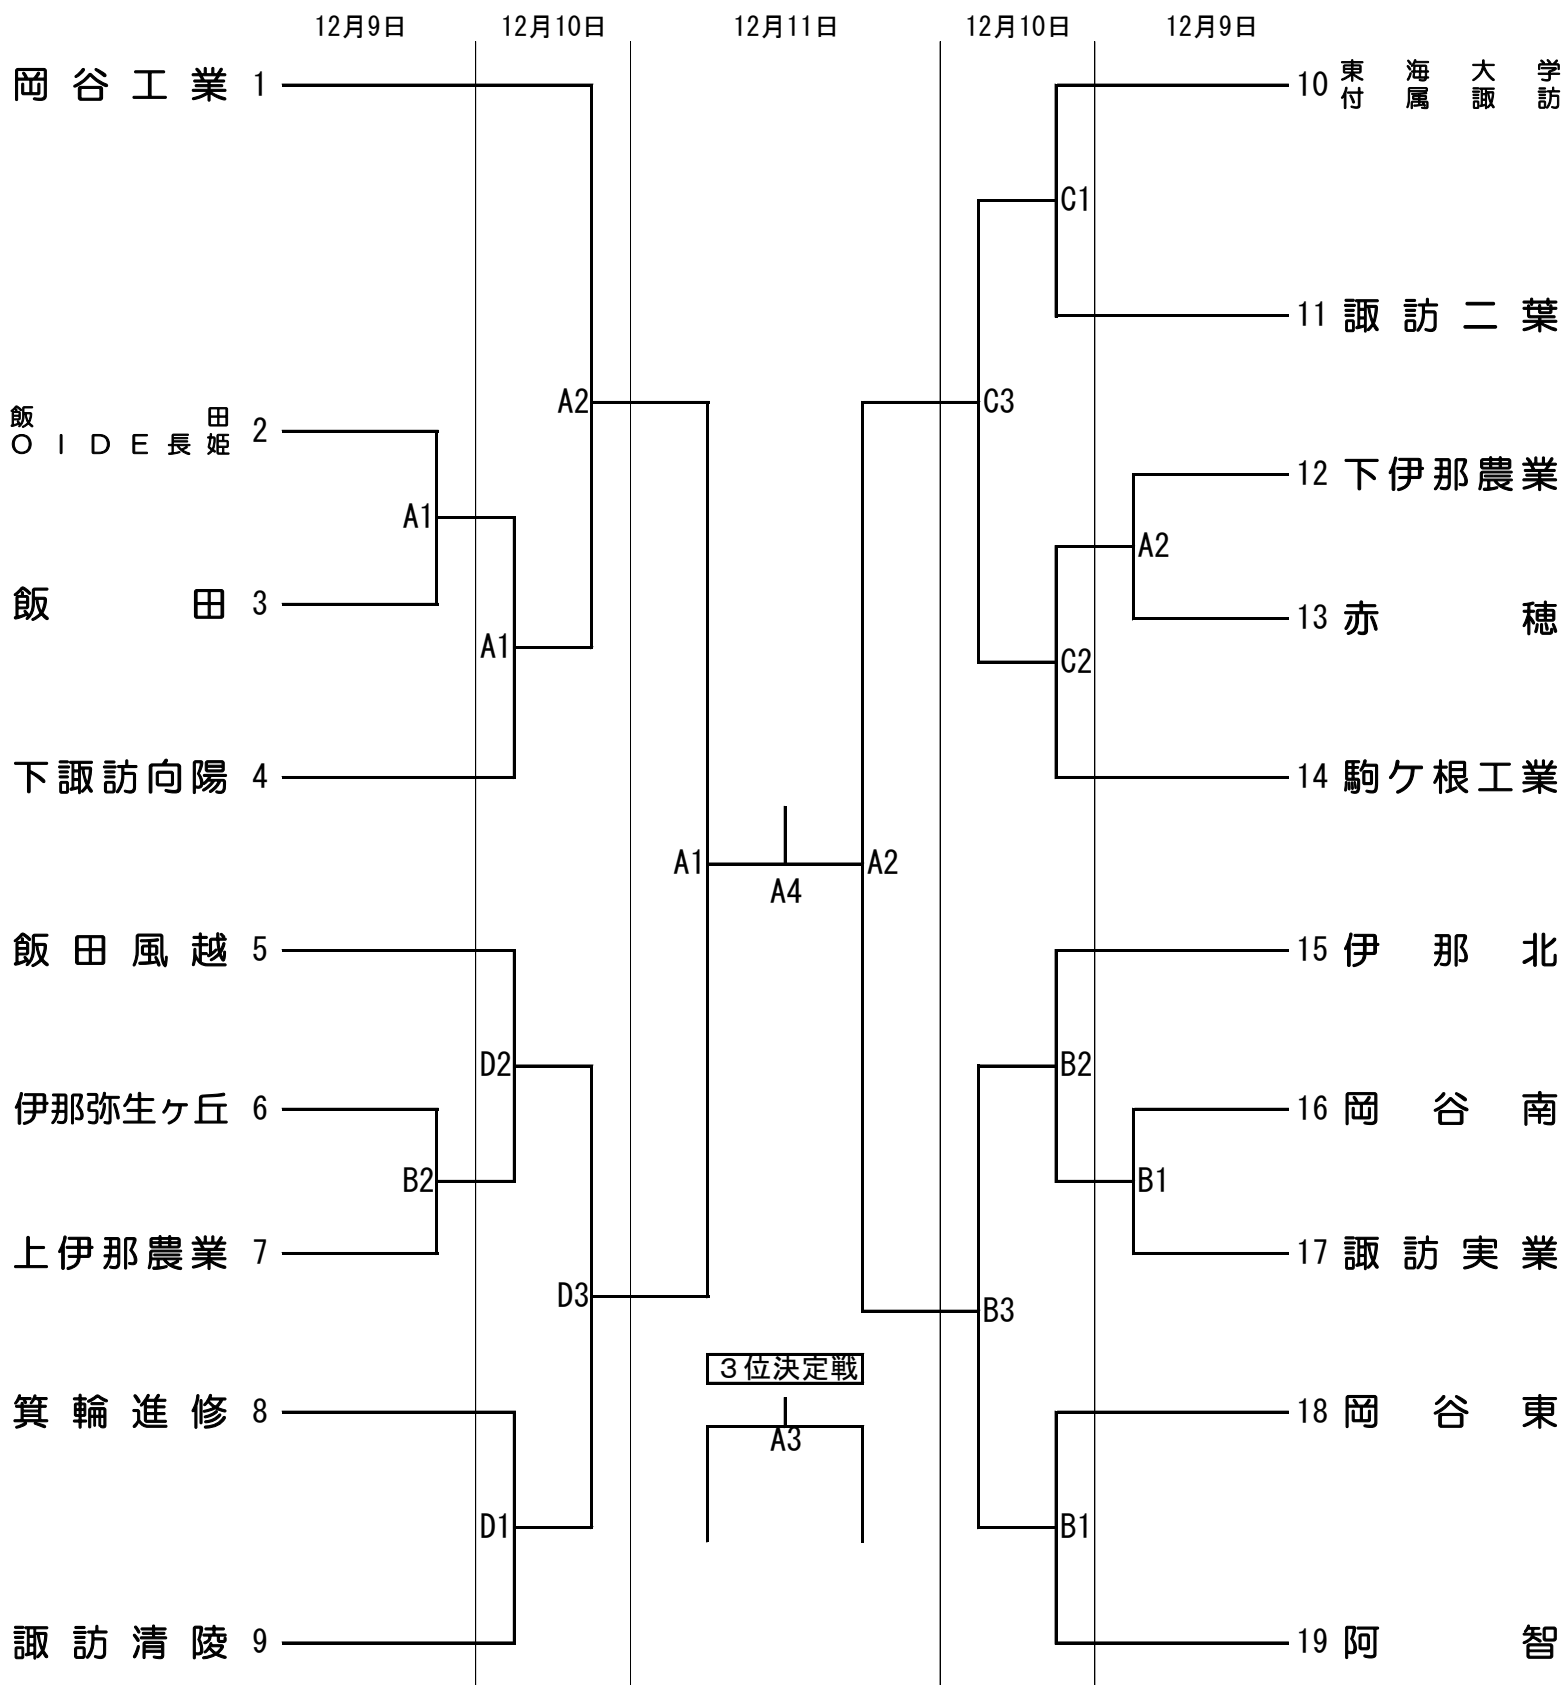 12月9日 12月10日 12月11日 12月10日 12月9日
岡谷工業 1
10 東海大学
付属諏訪
C1
11 諏訪二葉
A2
C3
飯田
OIDE長姫 2
12 下伊那農業
A1
A2
飯田 3
13 赤穂
A1
C2
下諏訪向陽 4
14 駒ケ根工業
A1
A2
A4
飯田風越 5
15 伊那北
D2
B2
伊那弥生ヶ丘 6
16 岡谷南
B2
B1
上伊那農業 7
17 諏訪実業
D3
B3
3位決定戦
箕輪進修 8
18 岡谷東
A3
D1
B1
諏訪清陵 9
19 阿智